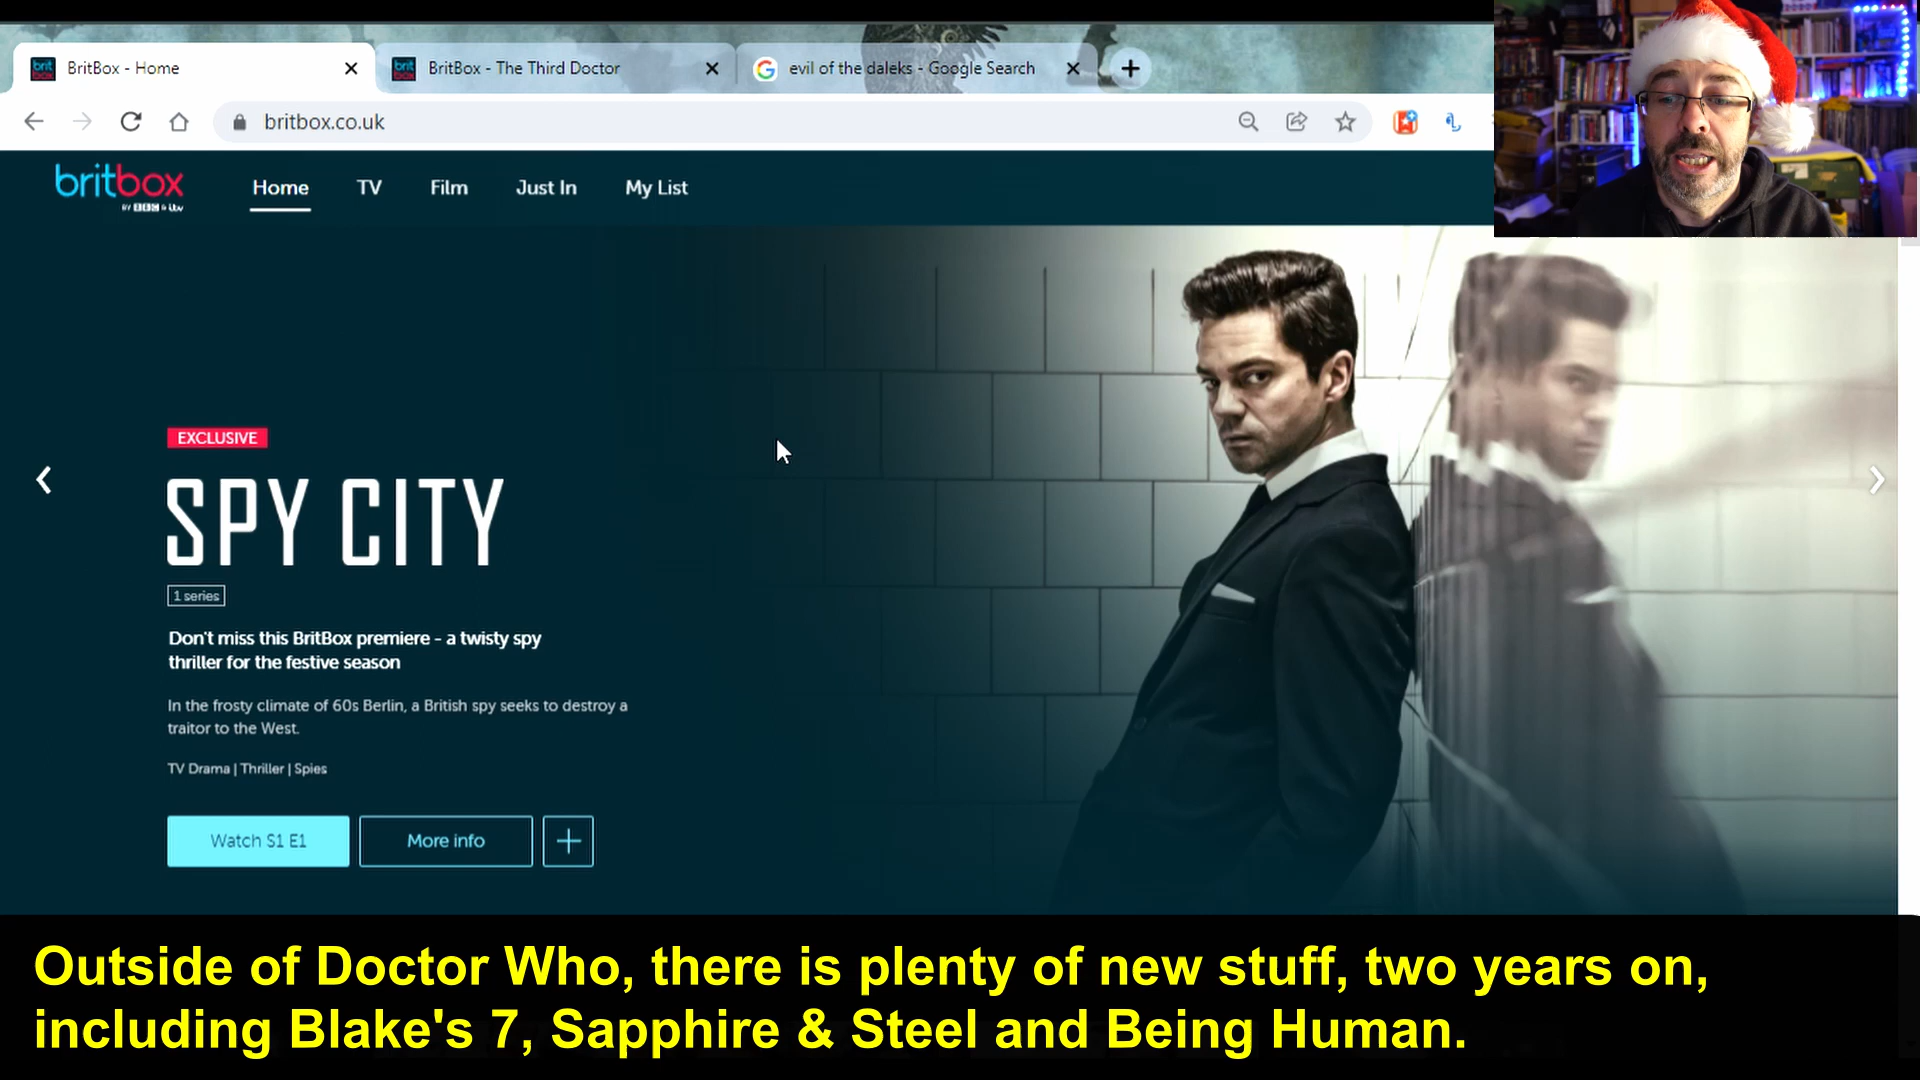 BritBox - Home
BritBox - The Third Doctor
evil of the daleks - Google Search
britbox.co.uk
britbox
BY BBC & itv
Home
TV
Film
Just In
My List
EXCLUSIVE
SPY CITY
1 series
Don't miss this BritBox premiere - a twisty spy
thriller for the festive season
In the frosty climate of 60s Berlin, a British spy seeks to destroy a
traitor to the West.
TV Drama | Thriller | Spies
Watch S1 E1
More info
Outside of Doctor Who, there is plenty of new stuff, two years on,
including Blake's 7, Sapphire & Steel and Being Human.